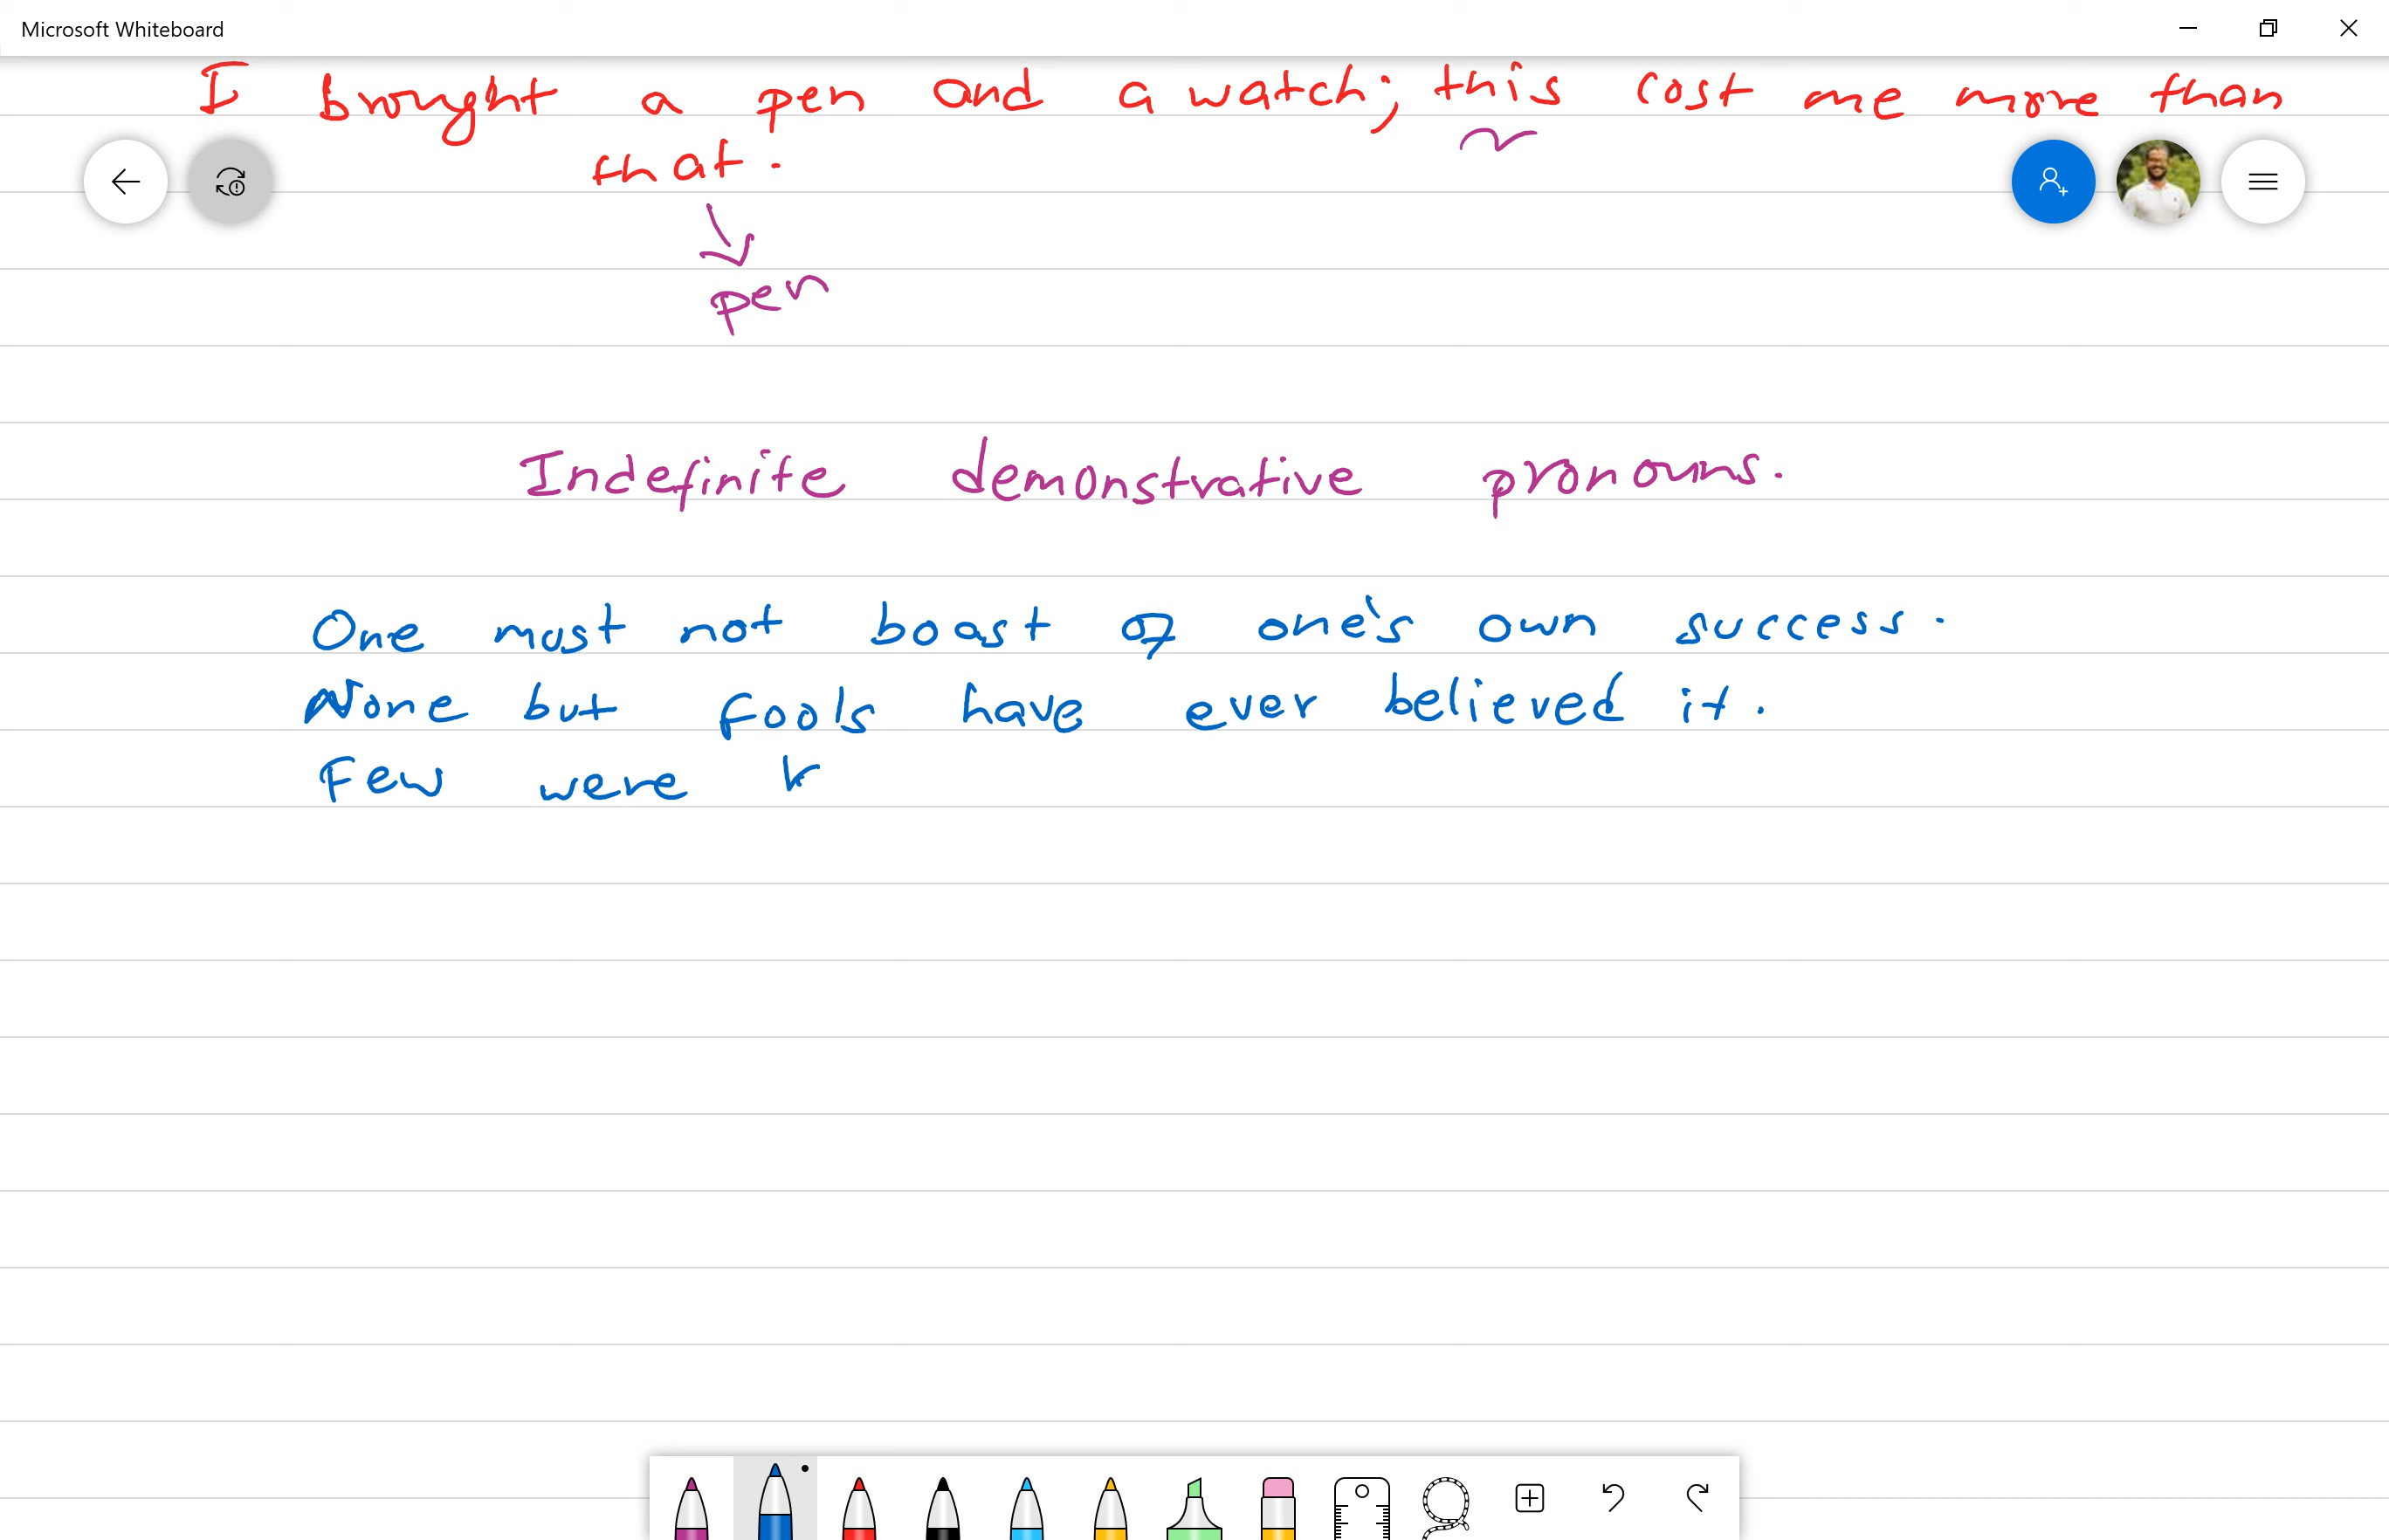 Microsoft Whiteboard
I brought a pen and a watch; this cost me more than
that.
pen
Indefinite demonstrative pronouns.
One must not boast of one's own success.
None but fools have ever believed it.
Few were